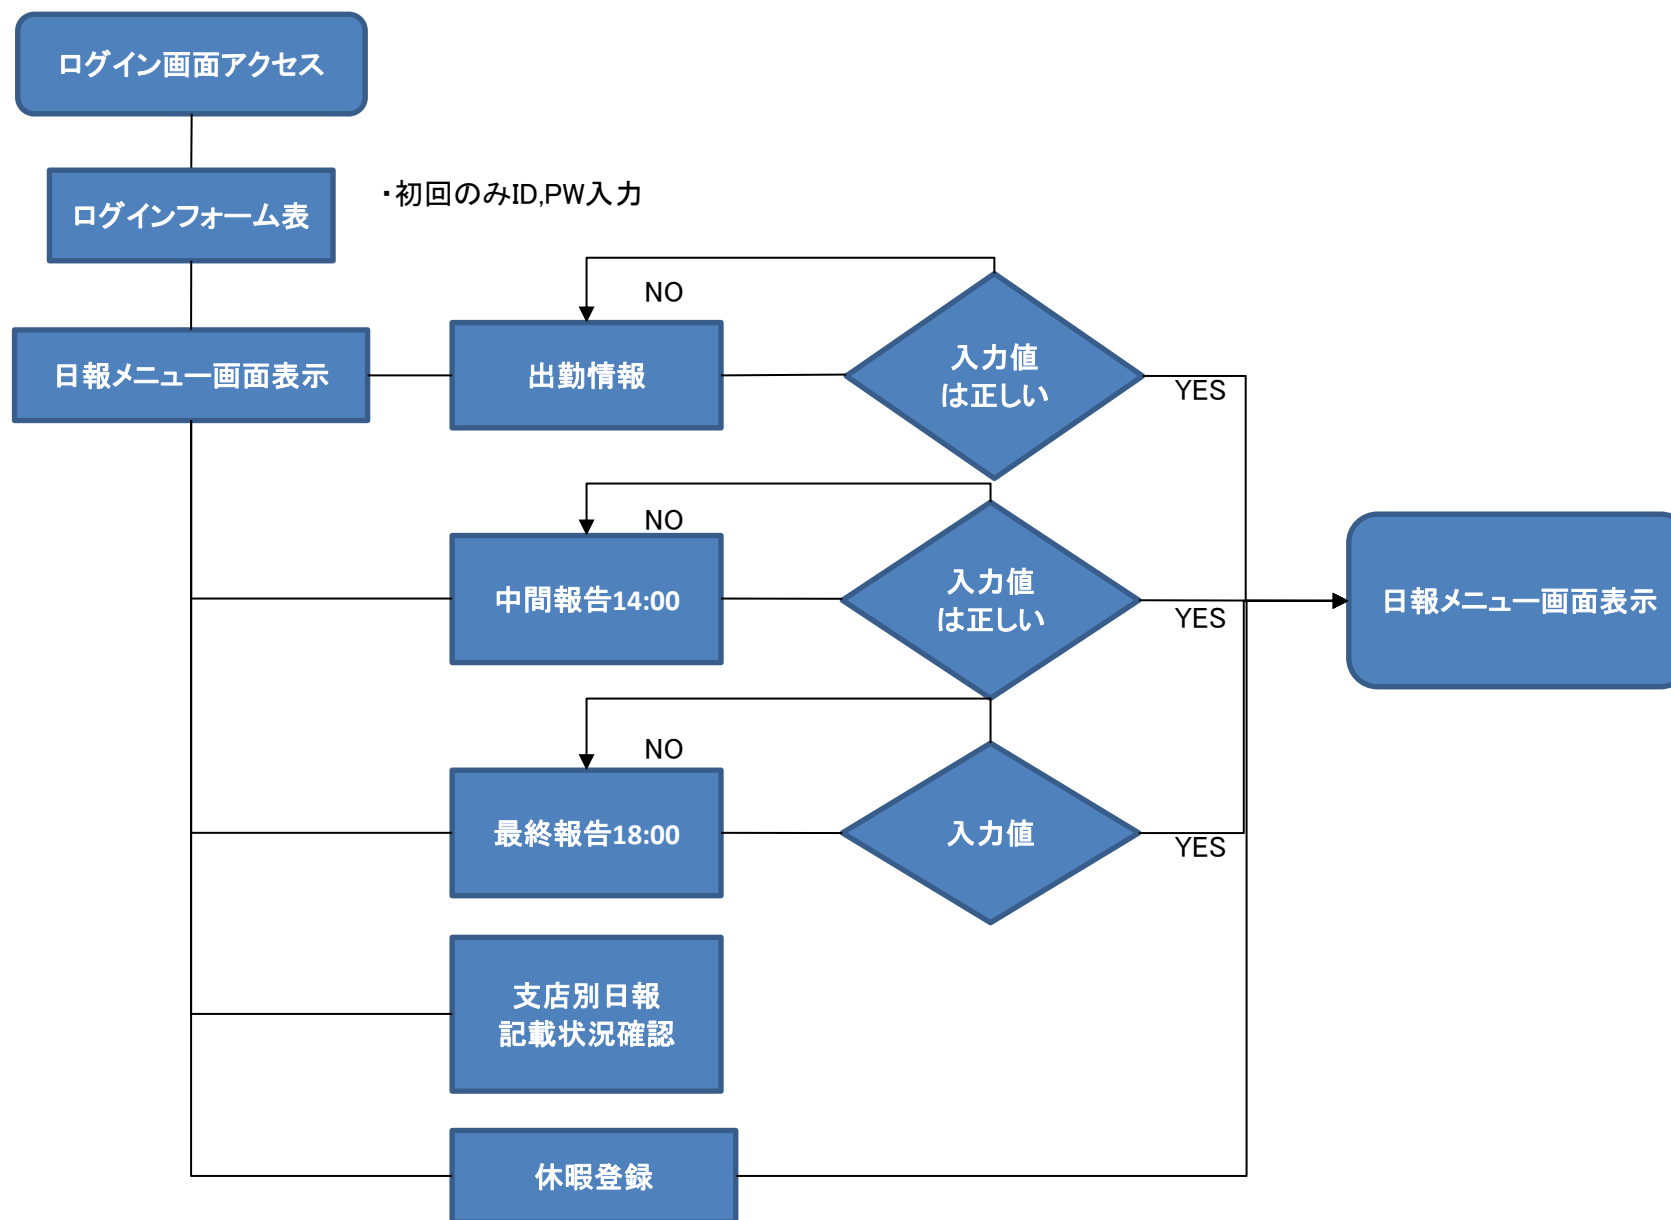 ログイン画面アクセス
ログインフォーム表
・初回のみID,PW入力
NO
日報メニュー画面表示
出勤情報
入力値
は正しい
YES
NO
中間報告14:00
入力値
は正しい
YES
日報メニュー画面表示
NO
最終報告18:00
入力値
YES
支店別日報
記載状況確認
休暇登録